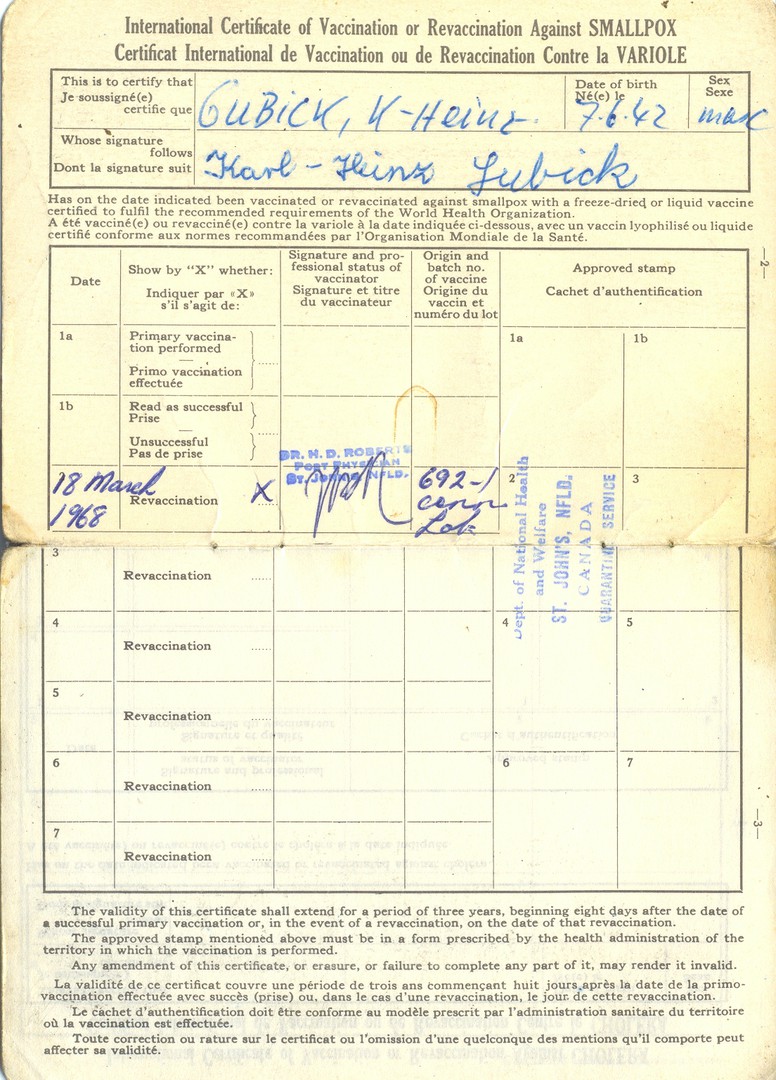 International Certificate of Vaccination or Revaccination Against SMALLPOX
Certificat International de Vaccination ou de Revaccination Contre la VARIOLE
This is to certify that
Je soussigné(e)
certifie que
GUBICK, K-Heinz
Date of birth
Né(e) le
7.6.42
Sex
Sexe
masc
Whose signature
follows
Dont la signature suit
Karl-Heinz Gubick
Has on the date indicated been vaccinated or revaccinated against smallpox with a freeze-dried or liquid vaccine
certified to fulfil the recommended requirements of the World Health Organization.
A été vacciné(e) ou revacciné(e) contre la variole à la date indiquée ci-dessous, avec un vaccin lyophilisé ou liquide
certifié conforme aux normes recommandées par l'Organisation Mondiale de la Santé.
Date
Show by "X" whether:
Indiquer par «X»
s'il s'agit de:
Signature and pro-
fessional status of
vaccinator
Signature et titre
du vaccinateur
Origin and
batch no.
of vaccine
Origine du
vaccin et
numéro du lot
Approved stamp
Cachet d'authentification
—2—
1a
Primary vaccina-
tion performed
—
Primo vaccination
effectuée
1a
1b
1b
Read as successful
Prise
—
Unsuccessful
Pas de prise
18 March
1968
Revaccination
X
DR. H. D. ROBERTS
PORT PHYSICIAN
ST. JOHN'S, NFLD.
692-1
Conn
Lab
2
3
Dept. of National Health
and Welfare
ST. JOHN'S, NFLD.
CANADA
QUARANTINE SERVICE
3
Revaccination
4
Revaccination
4
5
5
Revaccination
6
Revaccination
6
7
7
Revaccination
—3—
The validity of this certificate shall extend for a period of three years, beginning eight days after the date of
a successful primary vaccination or, in the event of a revaccination, on the date of that revaccination.
The approved stamp mentioned above must be in a form prescribed by the health administration of the
territory in which the vaccination is performed.
Any amendment of this certificate, or erasure, or failure to complete any part of it, may render it invalid.
La validité de ce certificat couvre une période de trois ans commençant huit jours après la date de la primo-
vaccination effectuée avec succès (prise) ou, dans le cas d'une revaccination, le jour de cette revaccination.
Le cachet d'authentification doit être conforme au modèle prescrit par l'administration sanitaire du territoire
où la vaccination est effectuée.
Toute correction ou rature sur le certificat ou l'omission d'une quelconque des mentions qu'il comporte peut
affecter sa validité.